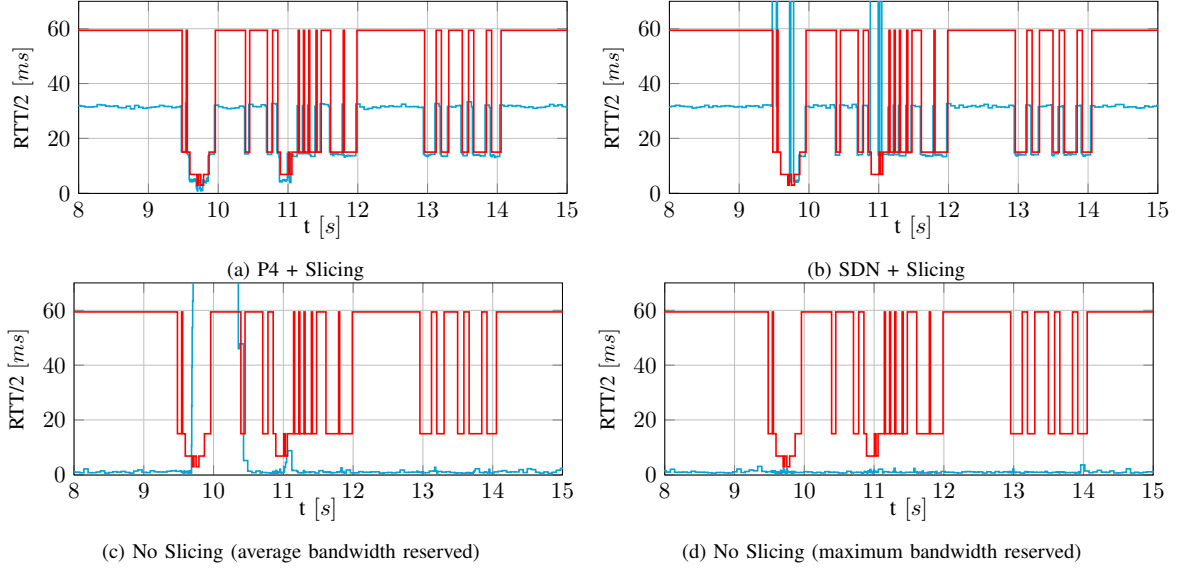 60
40
20
0
RTT/2 [ms]
8 9 10 11 12 13 14 15
t [s]
(a) P4 + Slicing
60
40
20
0
RTT/2 [ms]
8 9 10 11 12 13 14 15
t [s]
(b) SDN + Slicing
60
40
20
0
RTT/2 [ms]
8 9 10 11 12 13 14 15
t [s]
(c) No Slicing (average bandwidth reserved)
60
40
20
0
RTT/2 [ms]
8 9 10 11 12 13 14 15
t [s]
(d) No Slicing (maximum bandwidth reserved)